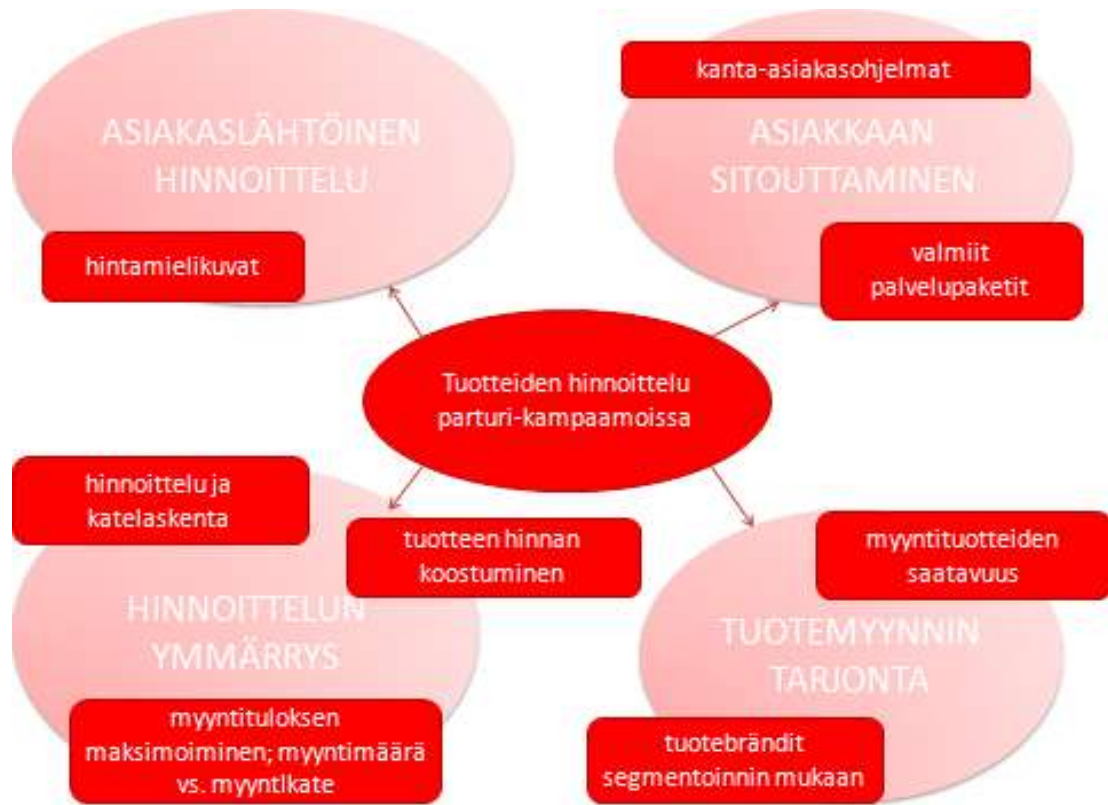 ASIAKASLÄHTÖINEN
HINNOITTELU
hintamielikuvat
kanta-asiakasohjelmat
ASIAKKAAN
SITOUTTAMINEN
valmiit
palvelupaketit
Tuotteiden hinnoittelu
parturi-kampaamoissa
hinnoittelu ja
katelaskenta
tuotteen hinnan
koostuminen
HINNOITTELUN
YMMÄRRYS
myyntituloksen
maksimoiminen; myyntimäärä
vs. myyntikate
myyntituotteiden
saatavuus
TUOTEMYYNNIN
TARJONTA
tuotebrändit
segmentoinnin mukaan